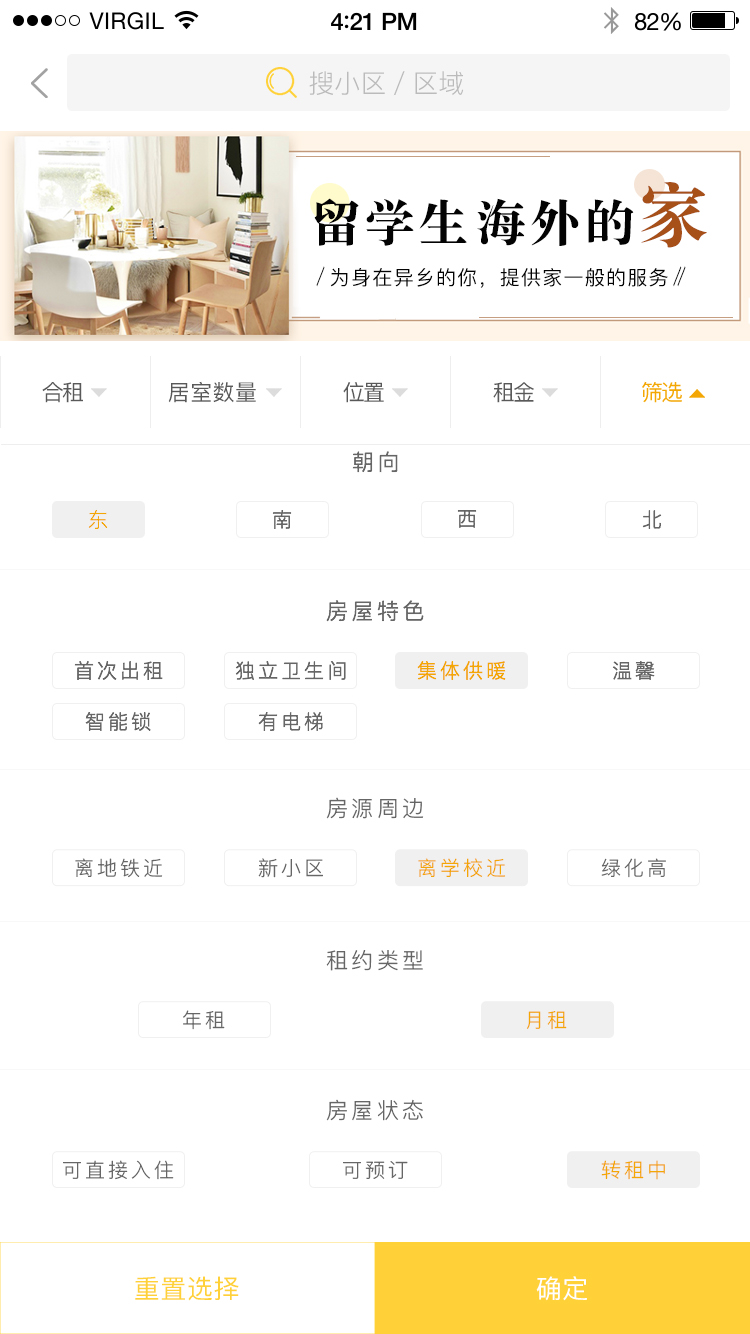 VIRGIL 4:21 PM 82%
搜小区 / 区域
留学生海外的家
/ 为身在异乡的你，提供家一般的服务 //
合租 居室数量 位置 租金 筛选
朝向
东 南 西 北
房屋特色
首次出租 独立卫生间 集体供暖 温馨
智能锁 有电梯
房源周边
离地铁近 新小区 离学校近 绿化高
租约类型
年租 月租
房屋状态
可直接入住 可预订 转租中
重置选择 确定